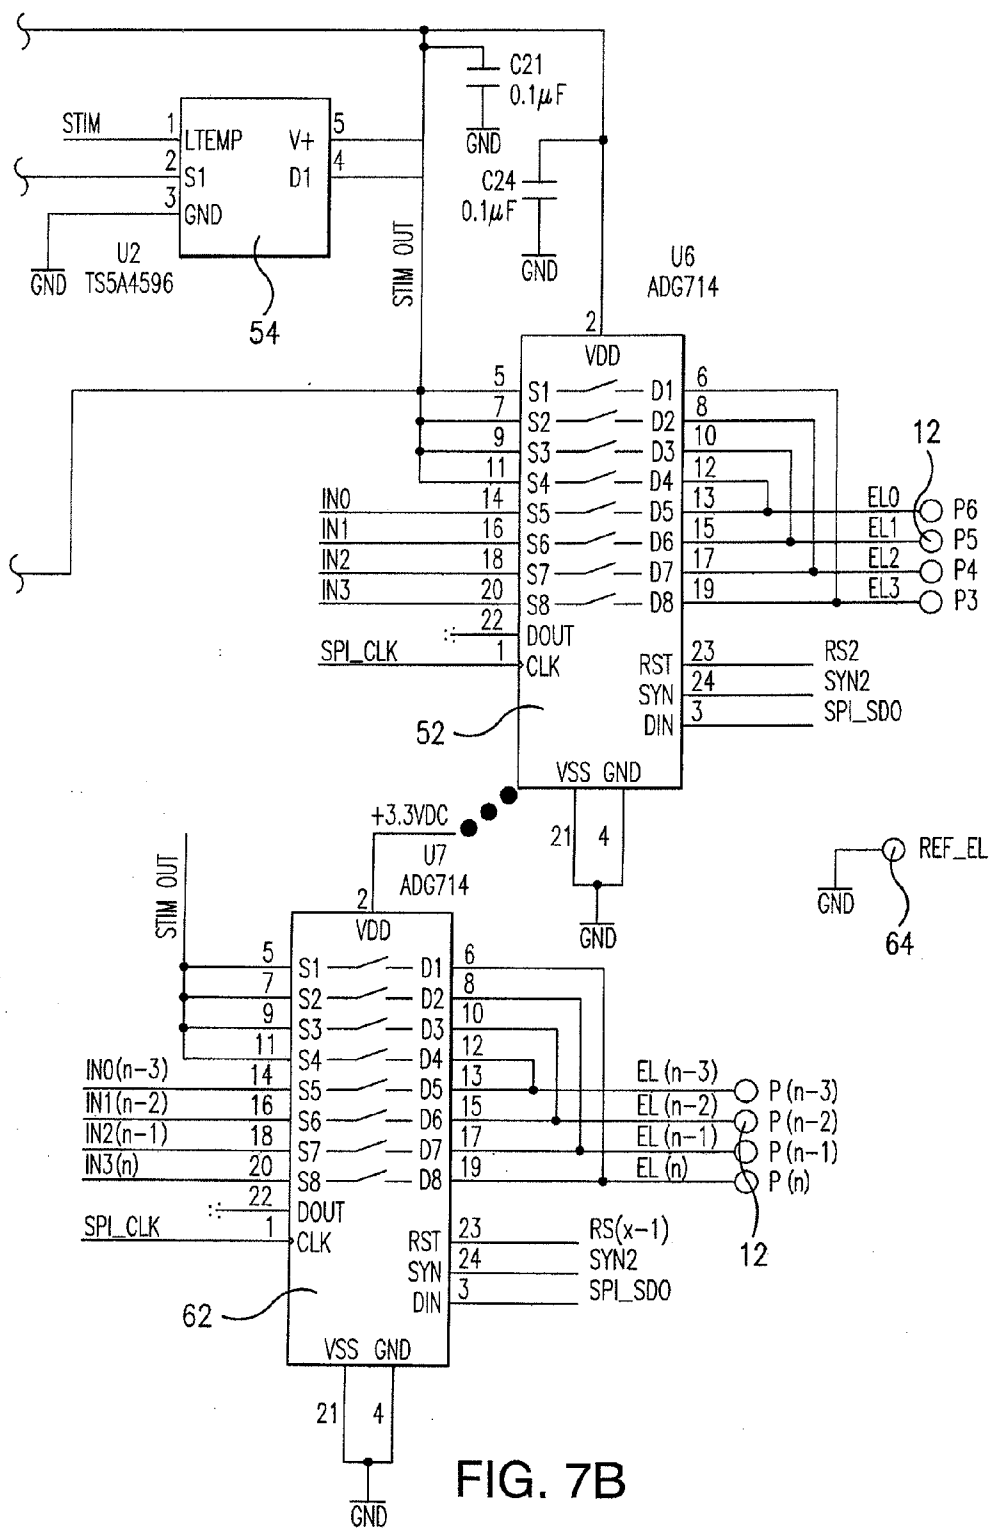 C21
0.1μF
GND
STIM
1
LTEMP
V+
5
2
S1
D1
4
3
GND
GND
U2
TS5A4596
54
C24
0.1μF
GND
STIM OUT
U6
ADG714
2
VDD
5 S1 D1 6
7 S2 D2 8
9 S3 D3 10
11 S4 D4 12
IN0 14 S5 D5 13 EL0 P6
IN1 16 S6 D6 15 EL1 P5
IN2 18 S7 D7 17 EL2 P4
IN3 20 S8 D8 19 EL3 P3
12
22 DOUT
SPI_CLK 1 CLK
RST 23 RS2
SYN 24 SYN2
DIN 3 SPI_SDO
52
VSS GND
21 4
GND
REF_EL
GND
64
+3.3VDC
U7
ADG714
STIM OUT
2
VDD
5 S1 D1 6
7 S2 D2 8
9 S3 D3 10
11 S4 D4 12
IN0(n-3) 14 S5 D5 13 EL(n-3) P(n-3)
IN1(n-2) 16 S6 D6 15 EL(n-2) P(n-2)
IN2(n-1) 18 S7 D7 17 EL(n-1) P(n-1)
IN3(n) 20 S8 D8 19 EL(n) P(n)
12
22 DOUT
SPI_CLK 1 CLK
RST 23 RS(x-1)
SYN 24 SYN2
DIN 3 SPI_SDO
62
VSS GND
21 4
GND
FIG. 7B